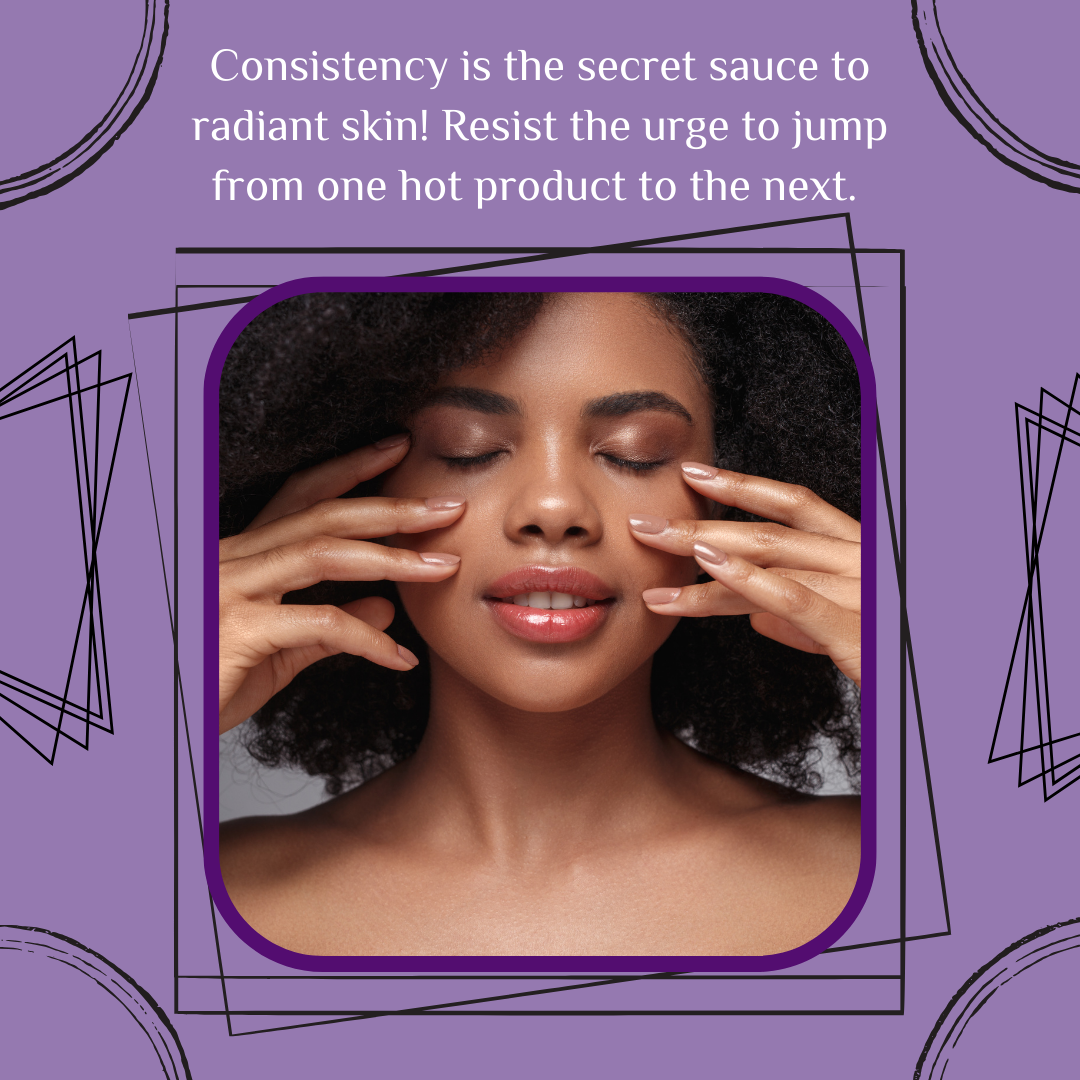 Consistency is the secret sauce to
radiant skin! Resist the urge to jump
from one hot product to the next.